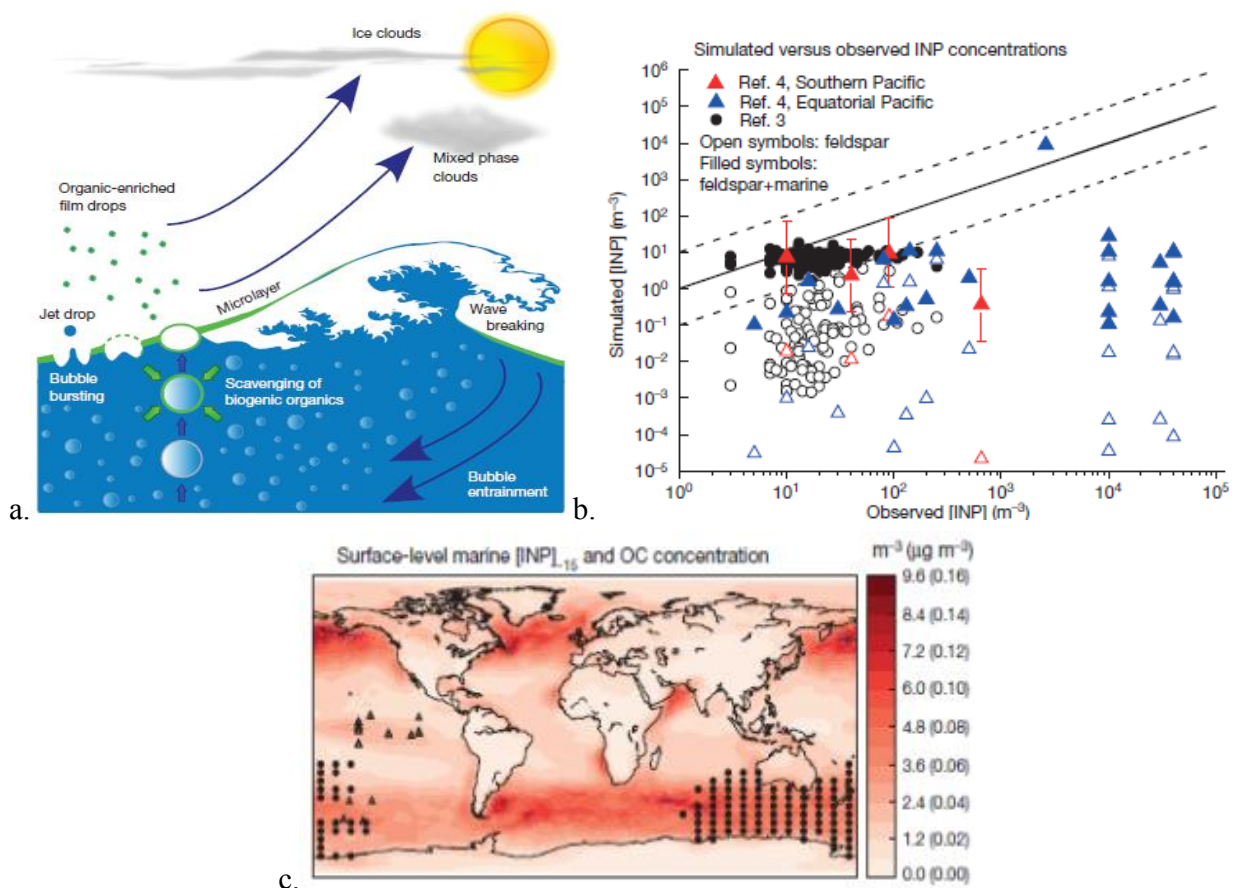 Ice clouds
Mixed phase
clouds
Organic-enriched
film drops
Microlayer
Jet drop
Wave
breaking
Bubble
bursting
Scavenging of
biogenic organics
Bubble
entrainment
a.
Simulated versus observed INP concentrations
10⁶
10⁵
10⁴
10³
10²
10¹
10⁰
10⁻¹
10⁻²
10⁻³
10⁻⁴
10⁻⁵
Simulated [INP] (m⁻³)
Ref. 4, Southern Pacific
Ref. 4, Equatorial Pacific
Ref. 3
Open symbols: feldspar
Filled symbols:
feldspar+marine
10⁰ 10¹ 10² 10³ 10⁴ 10⁵
Observed [INP] (m⁻³)
b.
Surface-level marine [INP]₋₁₅ and OC concentration
m⁻³ (µg m⁻³)
9.6 (0.16)
8.4 (0.14)
7.2 (0.12)
6.0 (0.10)
4.8 (0.08)
3.6 (0.06)
2.4 (0.04)
1.2 (0.02)
0.0 (0.00)
c.